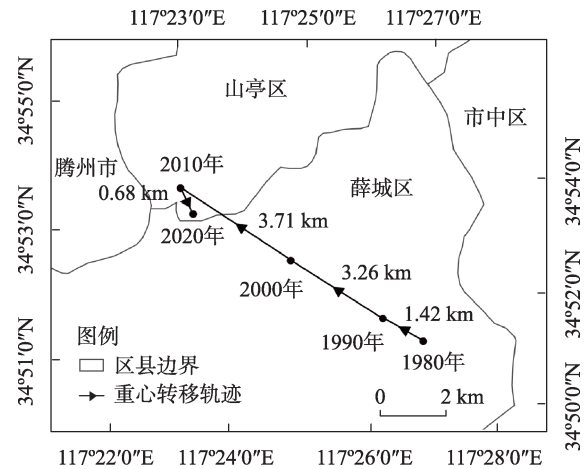 117°23′0″E 117°25′0″E 117°27′0″E
34°55′0″N
34°53′0″N
34°51′0″N
山亭区
市中区
腾州市
2010年
薛城区
0.68 km
2020年
3.71 km
2000年
3.26 km
1990年
1.42 km
1980年
图例
区县边界
重心转移轨迹
0 2 km
34°54′0″N
34°52′0″N
34°50′0″N
117°22′0″E 117°24′0″E 117°26′0″E 117°28′0″E